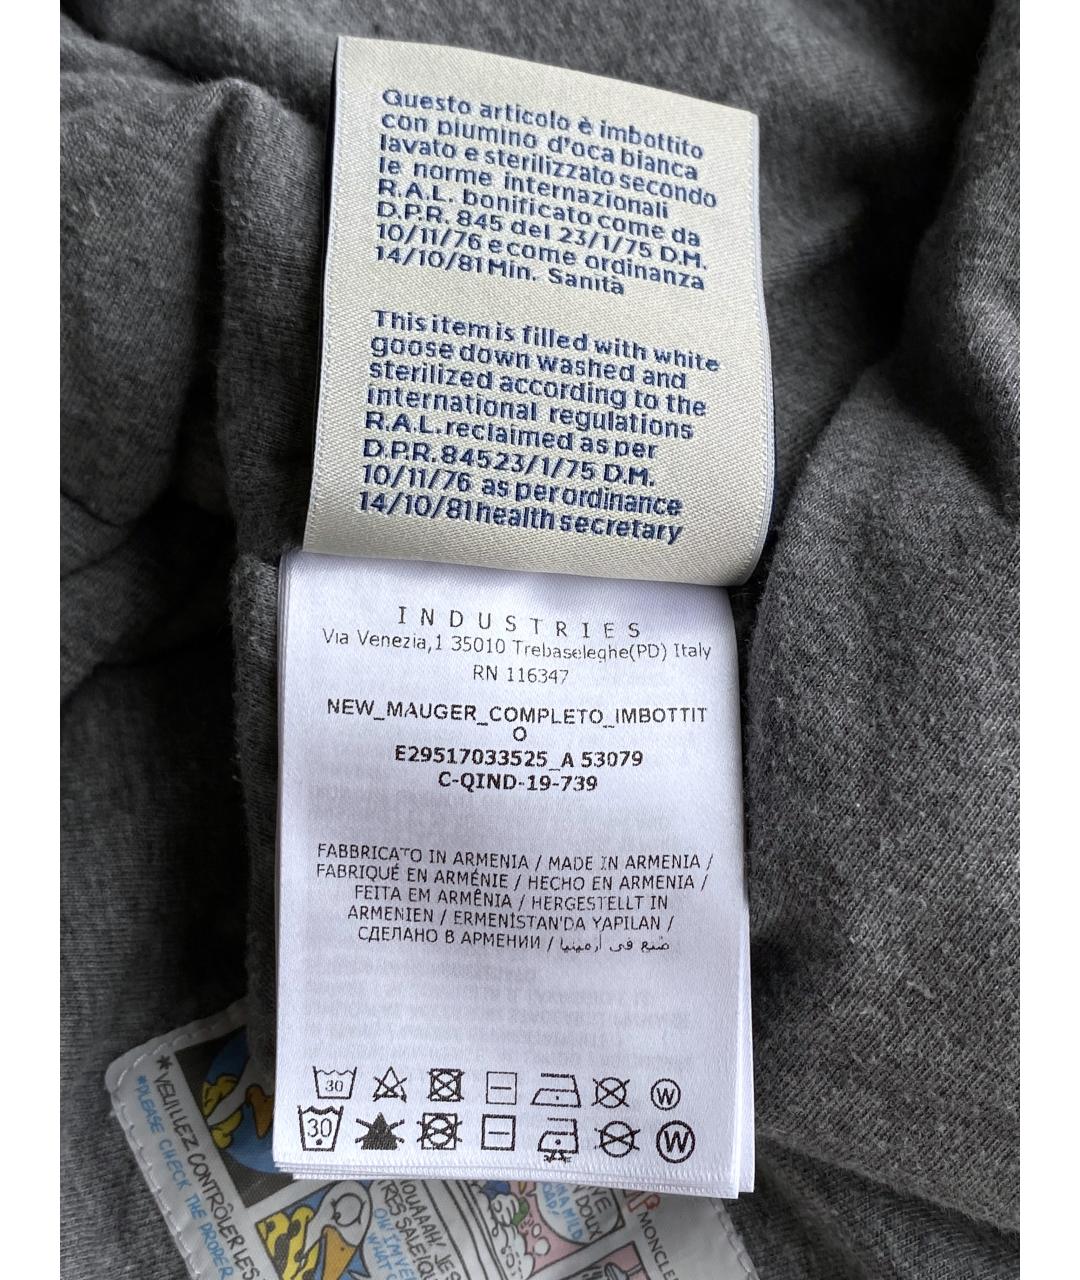 Questo articolo è imbottito
con piumino d'oca bianca
lavato e sterilizzato secondo
le norme internazionali
R.A.L. bonificato come da
D.P.R. 845 del 23/1/75 D.M.
10/11/76 e come ordinanza
14/10/81 Min. Sanità
This item is filled with white
goose down washed and
sterilized according to the
international regulations
R.A.L. reclaimed as per
D.P.R. 845 23/1/75 D.M.
10/11/76 as per ordinance
14/10/81 health secretary
INDUSTRIES
Via Venezia,1 35010 Trebaseleghe(PD) Italy
RN 116347
NEW_MAUGER_COMPLETO_IMBOTTIT
O
E29517033525_A 53079
C-QIND-19-739
FABBRICATO IN ARMENIA / MADE IN ARMENIA /
FABRIQUÉ EN ARMÉNIE / HECHO EN ARMENIA /
FEITA EM ARMÊNIA / HERGESTELLT IN
ARMENIEN / ERMENİSTAN'DA YAPILAN /
СДЕЛАНО В АРМЕНИИ / صنع في أرمينيا
30 W
30 W
*VEUILLEZ CONTRÔLER LES
*PLEASE CHECK THE PROPER
MONCLE